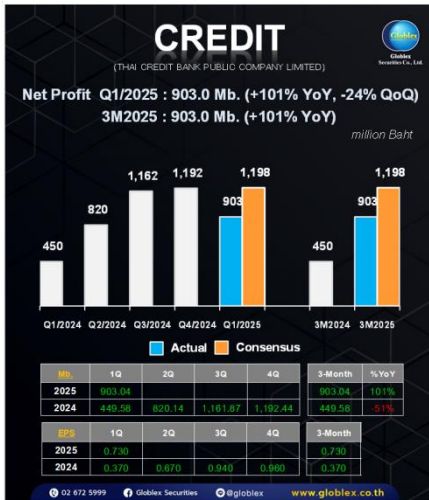 CREDIT
Globlex
Globlex
Securities Co., Ltd.
(THAI CREDIT BANK PUBLIC COMPANY LIMITED)
Net Profit Q1/2025 : 903.0 Mb. (+101% YoY, -24% QoQ)
3M2025 : 903.0 Mb. (+101% YoY)
million Baht
450 820 1,162 1,192 903 1,198 450 903 1,198
Q1/2024 Q2/2024 Q3/2024 Q4/2024 Q1/2025 3M2024 3M2025
Actual Consensus
Mb. 1Q 2Q 3Q 4Q 3-Month %YoY
2025 903.04 903.04 101%
2024 449.58 820.14 1,161.87 1,192.44 449.58 -51%
EPS 1Q 2Q 3Q 4Q 3-Month
2025 0.730 0.730
2024 0.370 0.670 0.940 0.960 0.370
02 672 5999 Globlex Securities @globlex www.globlex.co.th